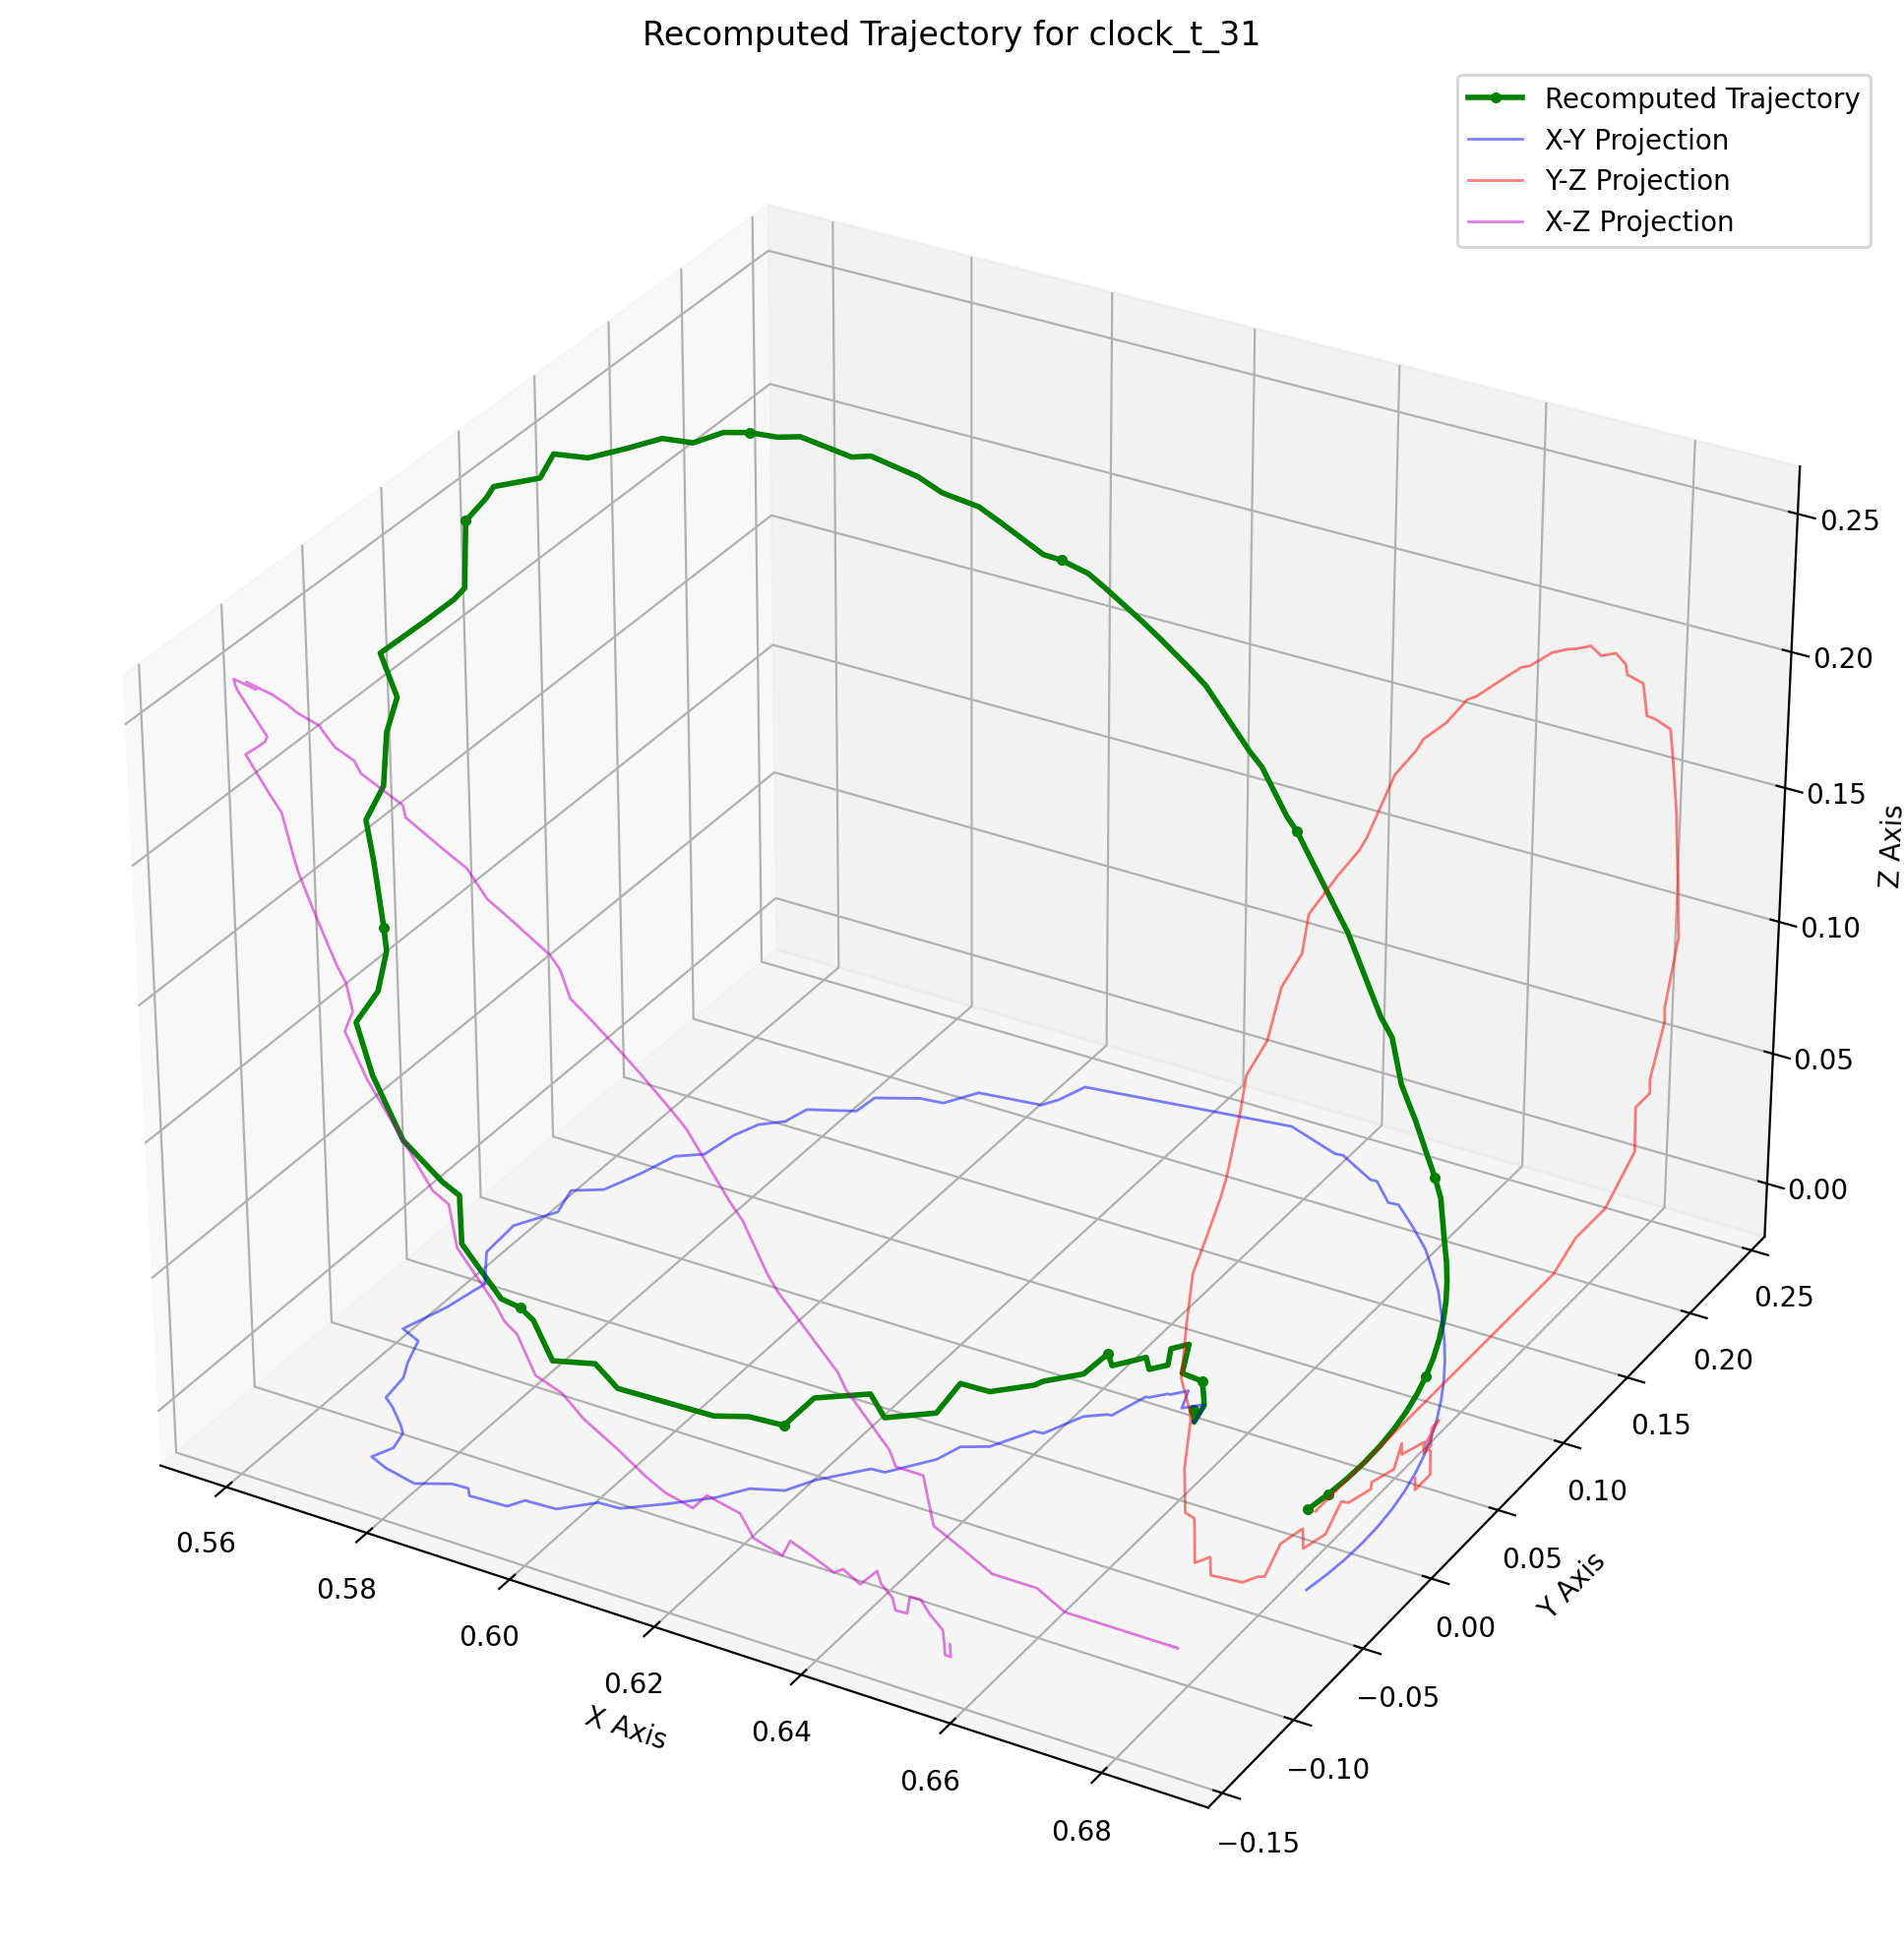 Recomputed Trajectory for clock_t_31
Recomputed Trajectory
X-Y Projection
Y-Z Projection
X-Z Projection
0.25
0.20
0.15
0.10
0.05
0.00
Z Axis
0.25
0.20
0.15
0.10
0.05
0.00
−0.05
−0.10
−0.15
Y Axis
0.56
0.58
0.60
0.62
0.64
0.66
0.68
X Axis